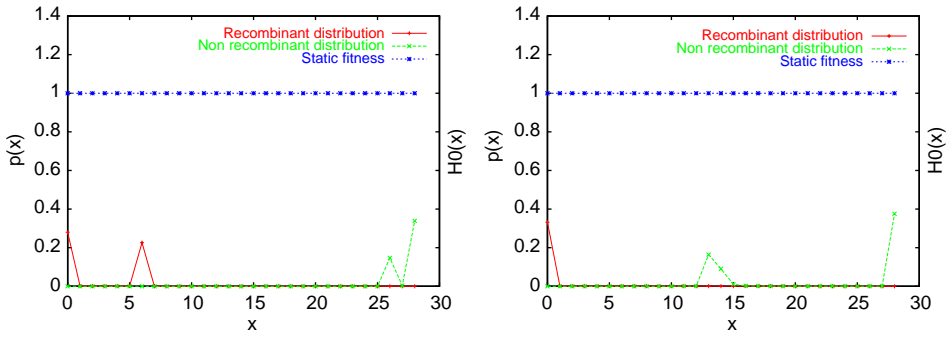 1.4
1.2
1
0.8
0.6
0.4
0.2
0
p(x)
Recombinant distribution
Non recombinant distribution
Static fitness
H0(x)
0 5 10 15 20 25 30
x
1.4
1.2
1
0.8
0.6
0.4
0.2
0
p(x)
Recombinant distribution
Non recombinant distribution
Static fitness
H0(x)
0 5 10 15 20 25 30
x